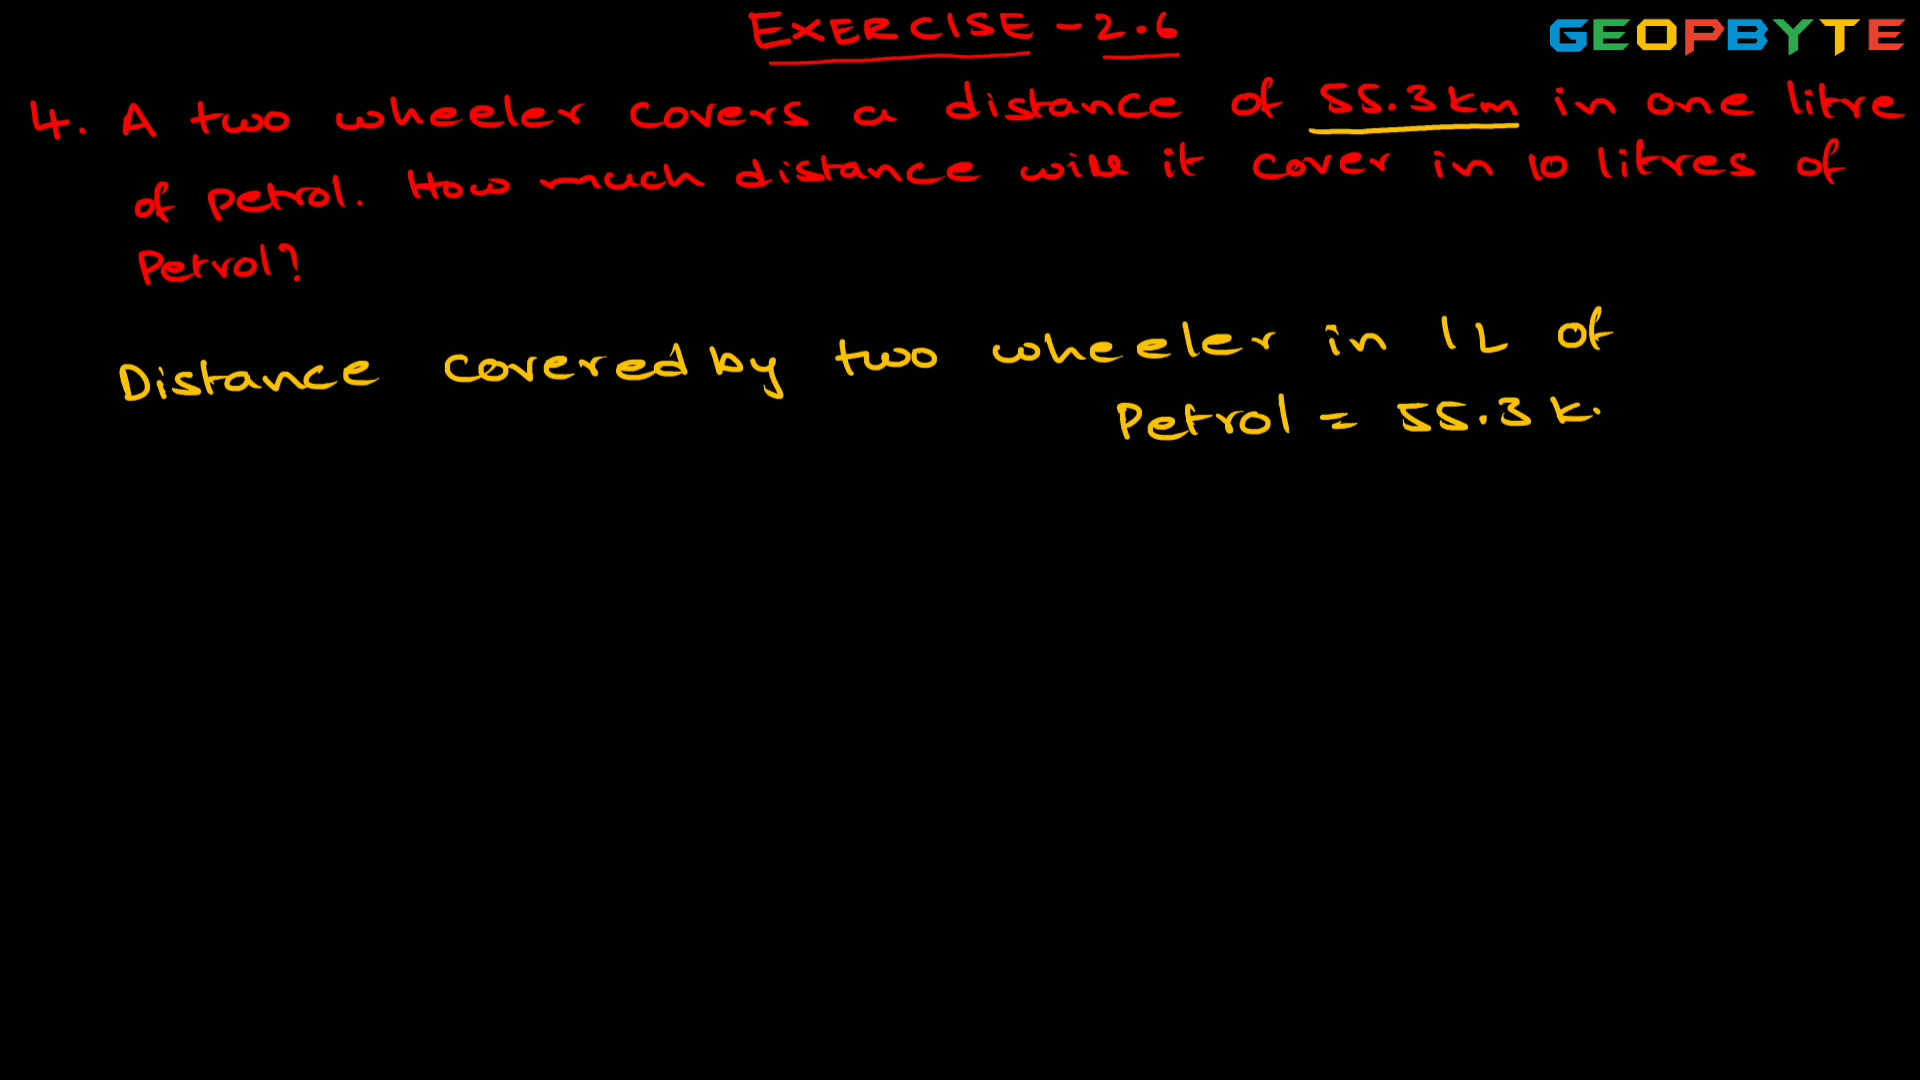 EXERCISE - 2.6
GEOPBYTE
4. A two wheeler covers a distance of 55.3 km in one litre
of petrol. How much distance will it cover in 10 litres of
Petrol?
Distance covered by two wheeler in 1L of
Petrol = 55.3 k.